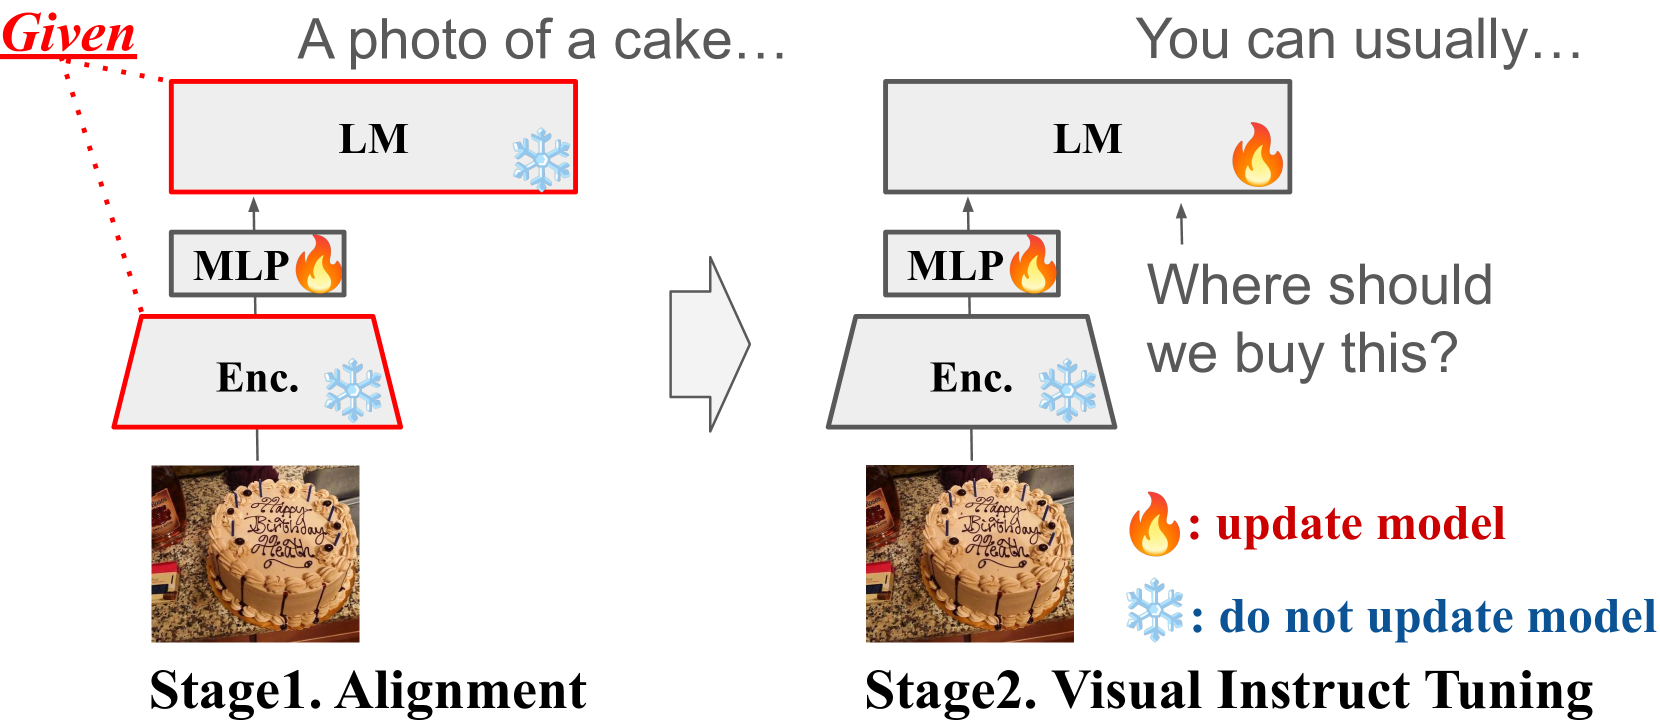 Given
A photo of a cake…
You can usually…
LM
LM
MLP
MLP
Where should
we buy this?
Enc.
Enc.
Happy
Birthday
Heath
Happy
Birthday
Heath
: update model
: do not update model
Stage1. Alignment
Stage2. Visual Instruct Tuning